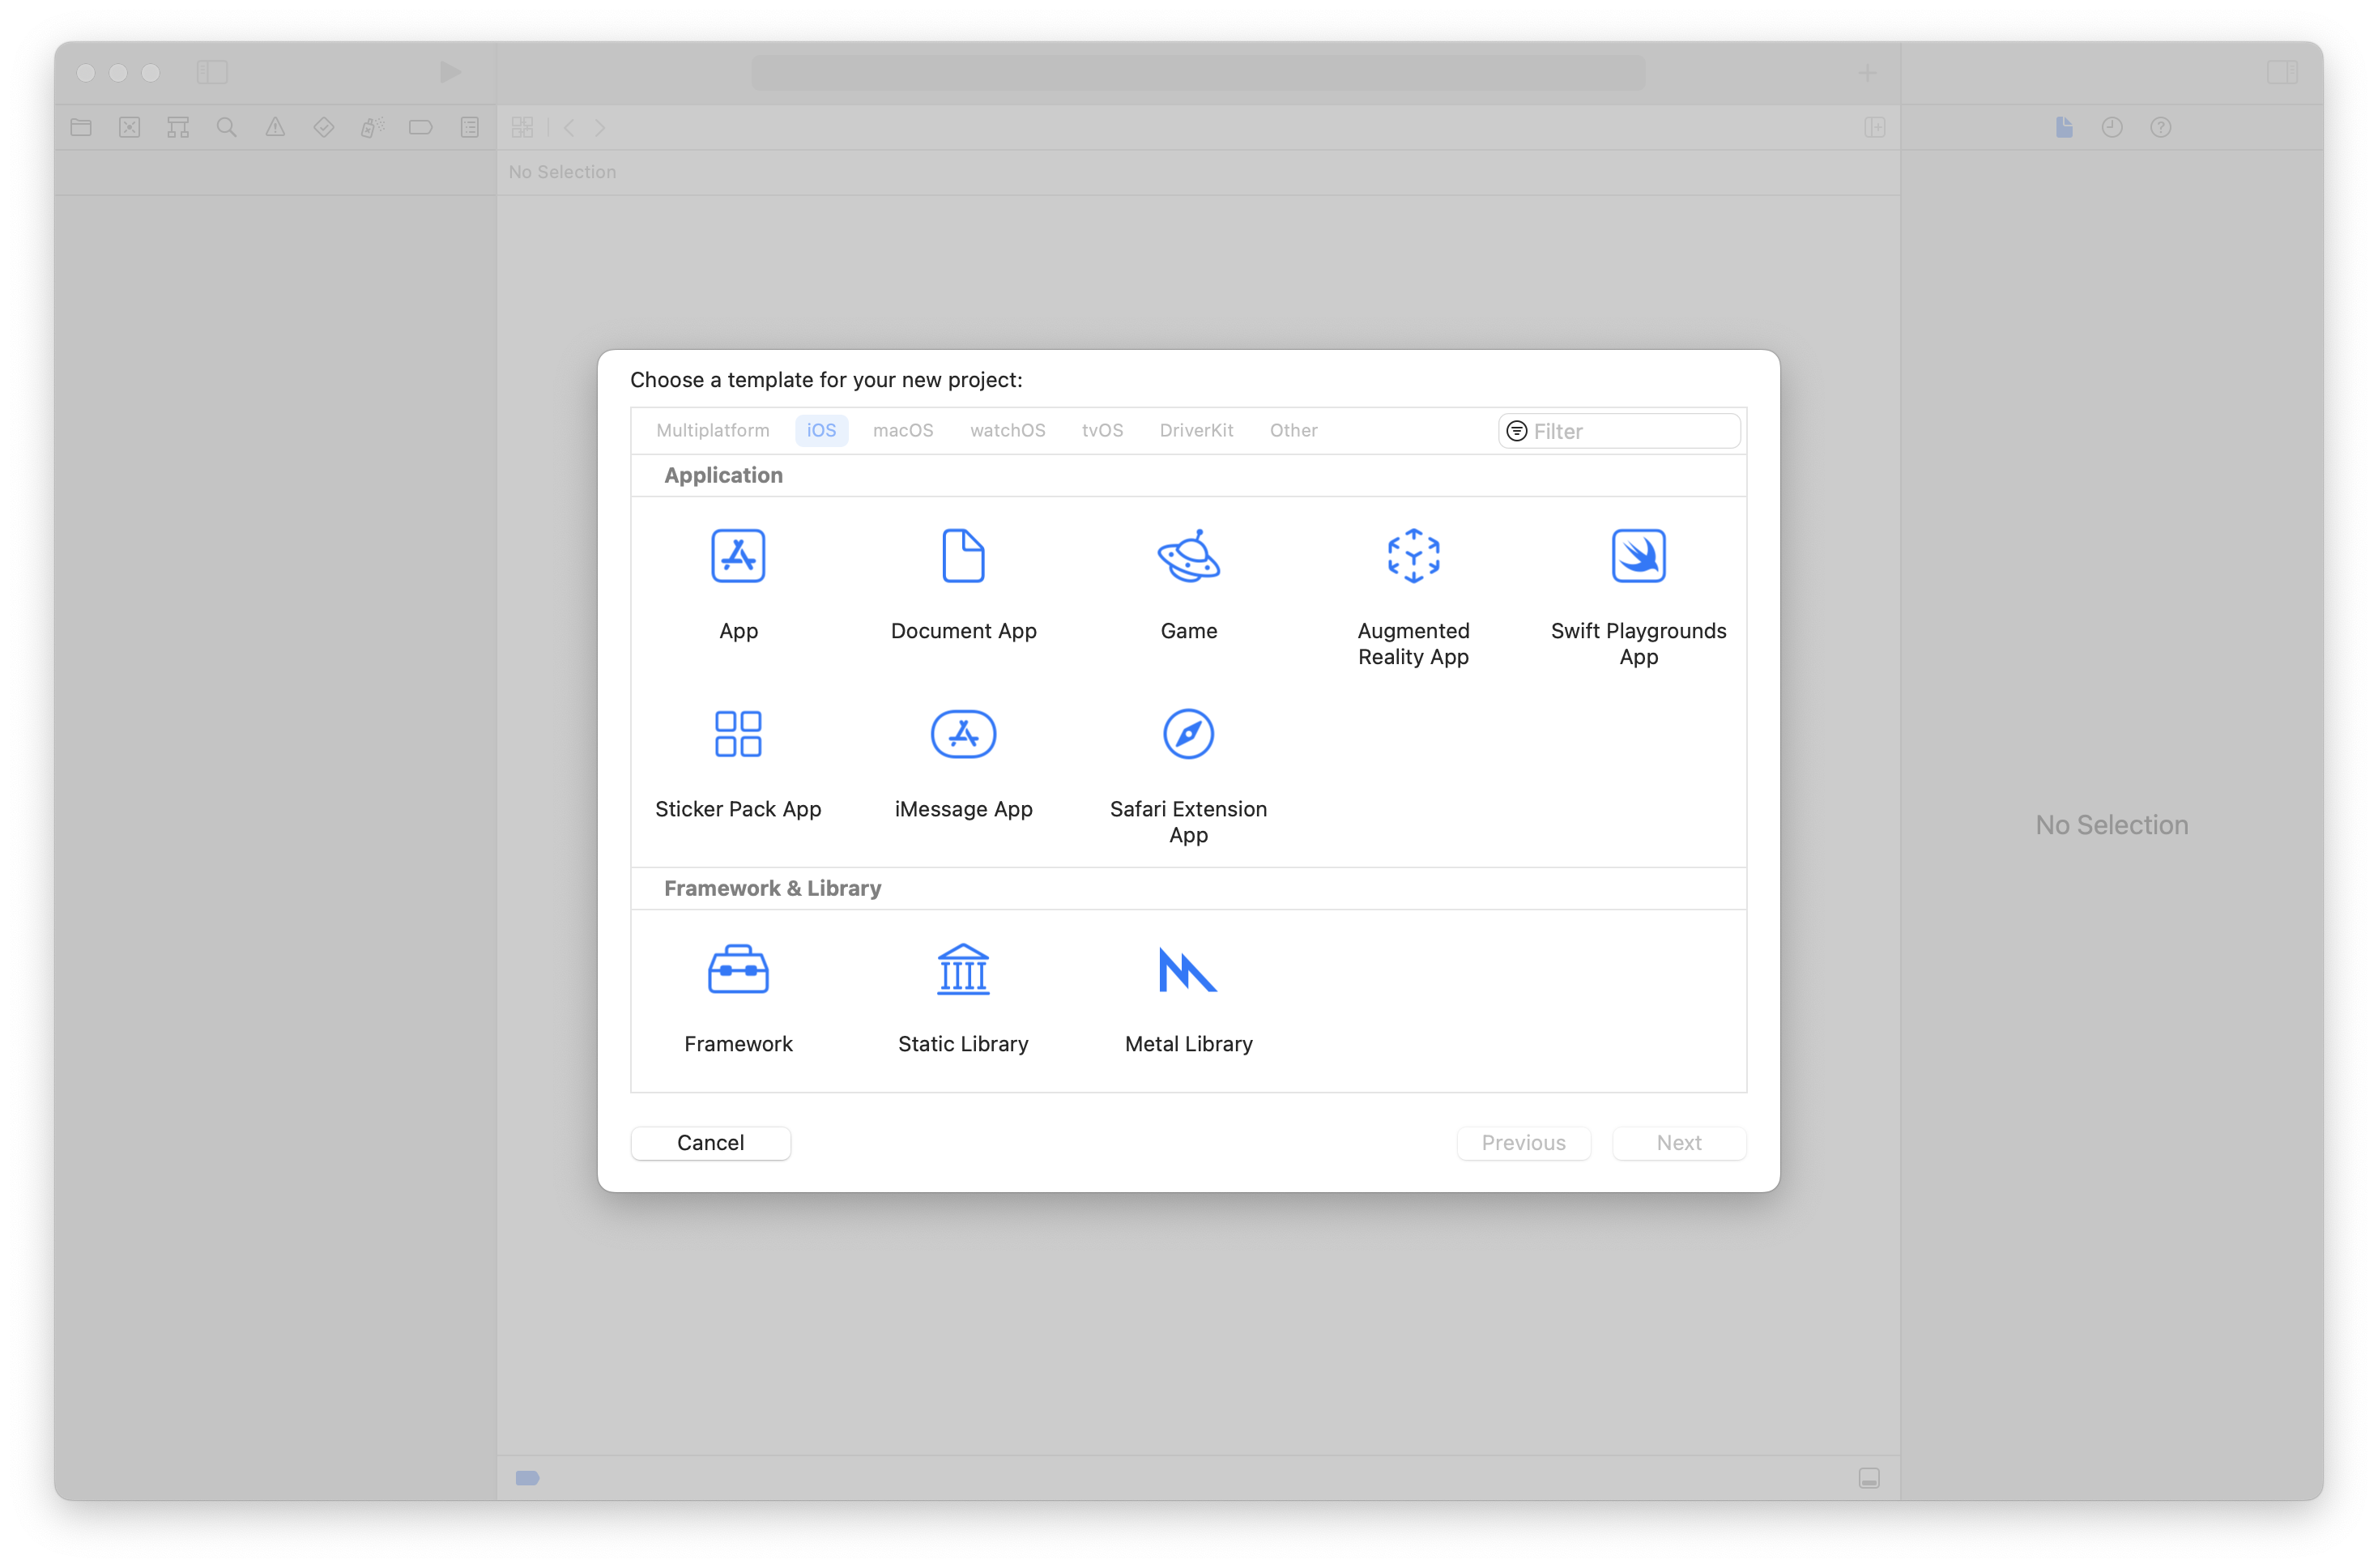 No Selection
Choose a template for your new project:
Multiplatform iOS macOS watchOS tvOS DriverKit Other Filter
Application
App Document App Game Augmented Reality App Swift Playgrounds App
Sticker Pack App iMessage App Safari Extension App
No Selection
Framework & Library
Framework Static Library Metal Library
Cancel Previous Next